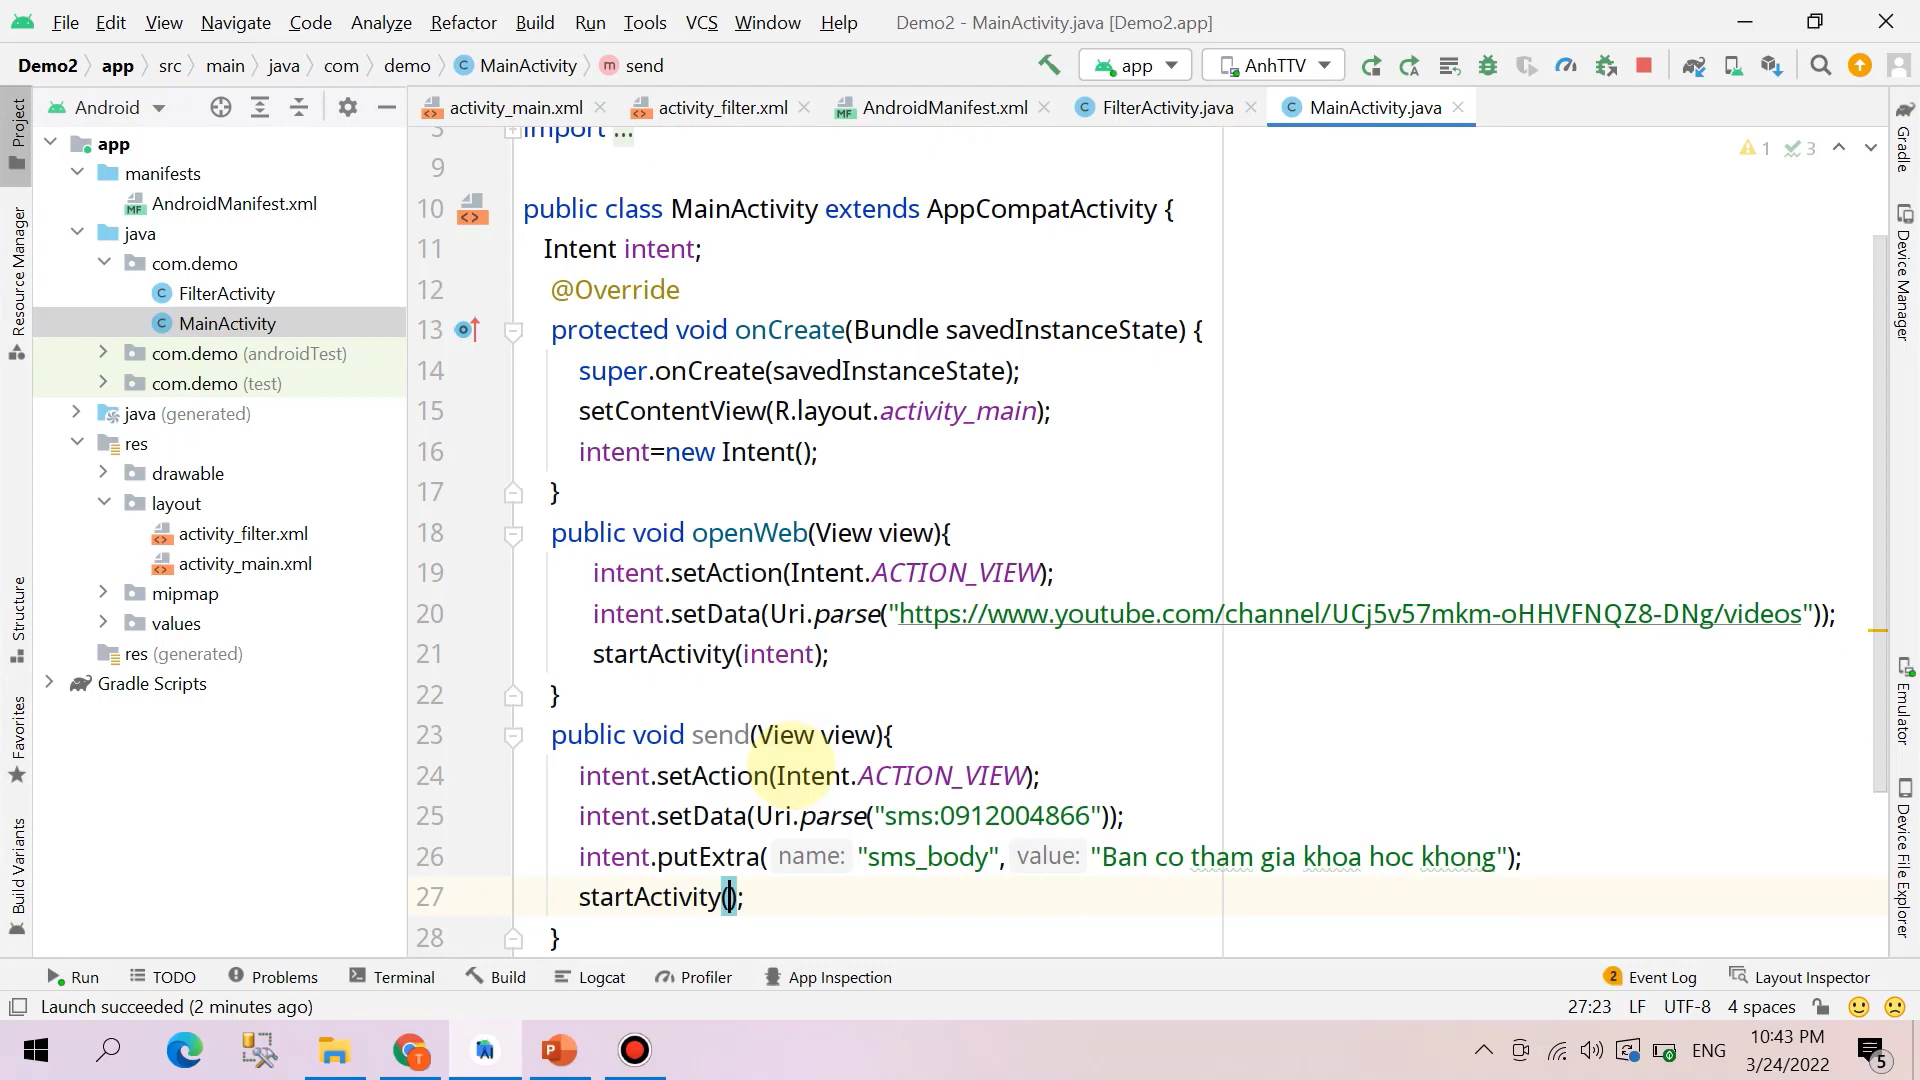 File Edit View Navigate Code Analyze Refactor Build Run Tools VCS Window Help Demo2 - MainActivity.java [Demo2.app]
Demo2 app src main java com demo MainActivity send app AnhTTV
Android activity_main.xml activity_filter.xml AndroidManifest.xml FilterActivity.java MainActivity.java
Project
Resource Manager
Structure
Favorites
Build Variants
app
manifests
AndroidManifest.xml
java
com.demo
FilterActivity
MainActivity
com.demo (androidTest)
com.demo (test)
java (generated)
res
drawable
layout
activity_filter.xml
activity_main.xml
mipmap
values
res (generated)
Gradle Scripts
1 3
3 import ...
9
10 public class MainActivity extends AppCompatActivity {
11 Intent intent;
12 @Override
13 protected void onCreate(Bundle savedInstanceState) {
14 super.onCreate(savedInstanceState);
15 setContentView(R.layout.activity_main);
16 intent=new Intent();
17 }
18 public void openWeb(View view){
19 intent.setAction(Intent.ACTION_VIEW);
20 intent.setData(Uri.parse("https://www.youtube.com/channel/UCj5v57mkm-oHHVFNQZ8-DNg/videos"));
21 startActivity(intent);
22 }
23 public void send(View view){
24 intent.setAction(Intent.ACTION_VIEW);
25 intent.setData(Uri.parse("sms:0912004866"));
26 intent.putExtra( name: "sms_body", value: "Ban co tham gia khoa hoc khong");
27 startActivity();
28 }
Gradle
Device Manager
Emulator
Device File Explorer
Run TODO Problems Terminal Build Logcat Profiler App Inspection 2 Event Log Layout Inspector
Launch succeeded (2 minutes ago) 27:23 LF UTF-8 4 spaces
ENG
10:43 PM
3/24/2022
5